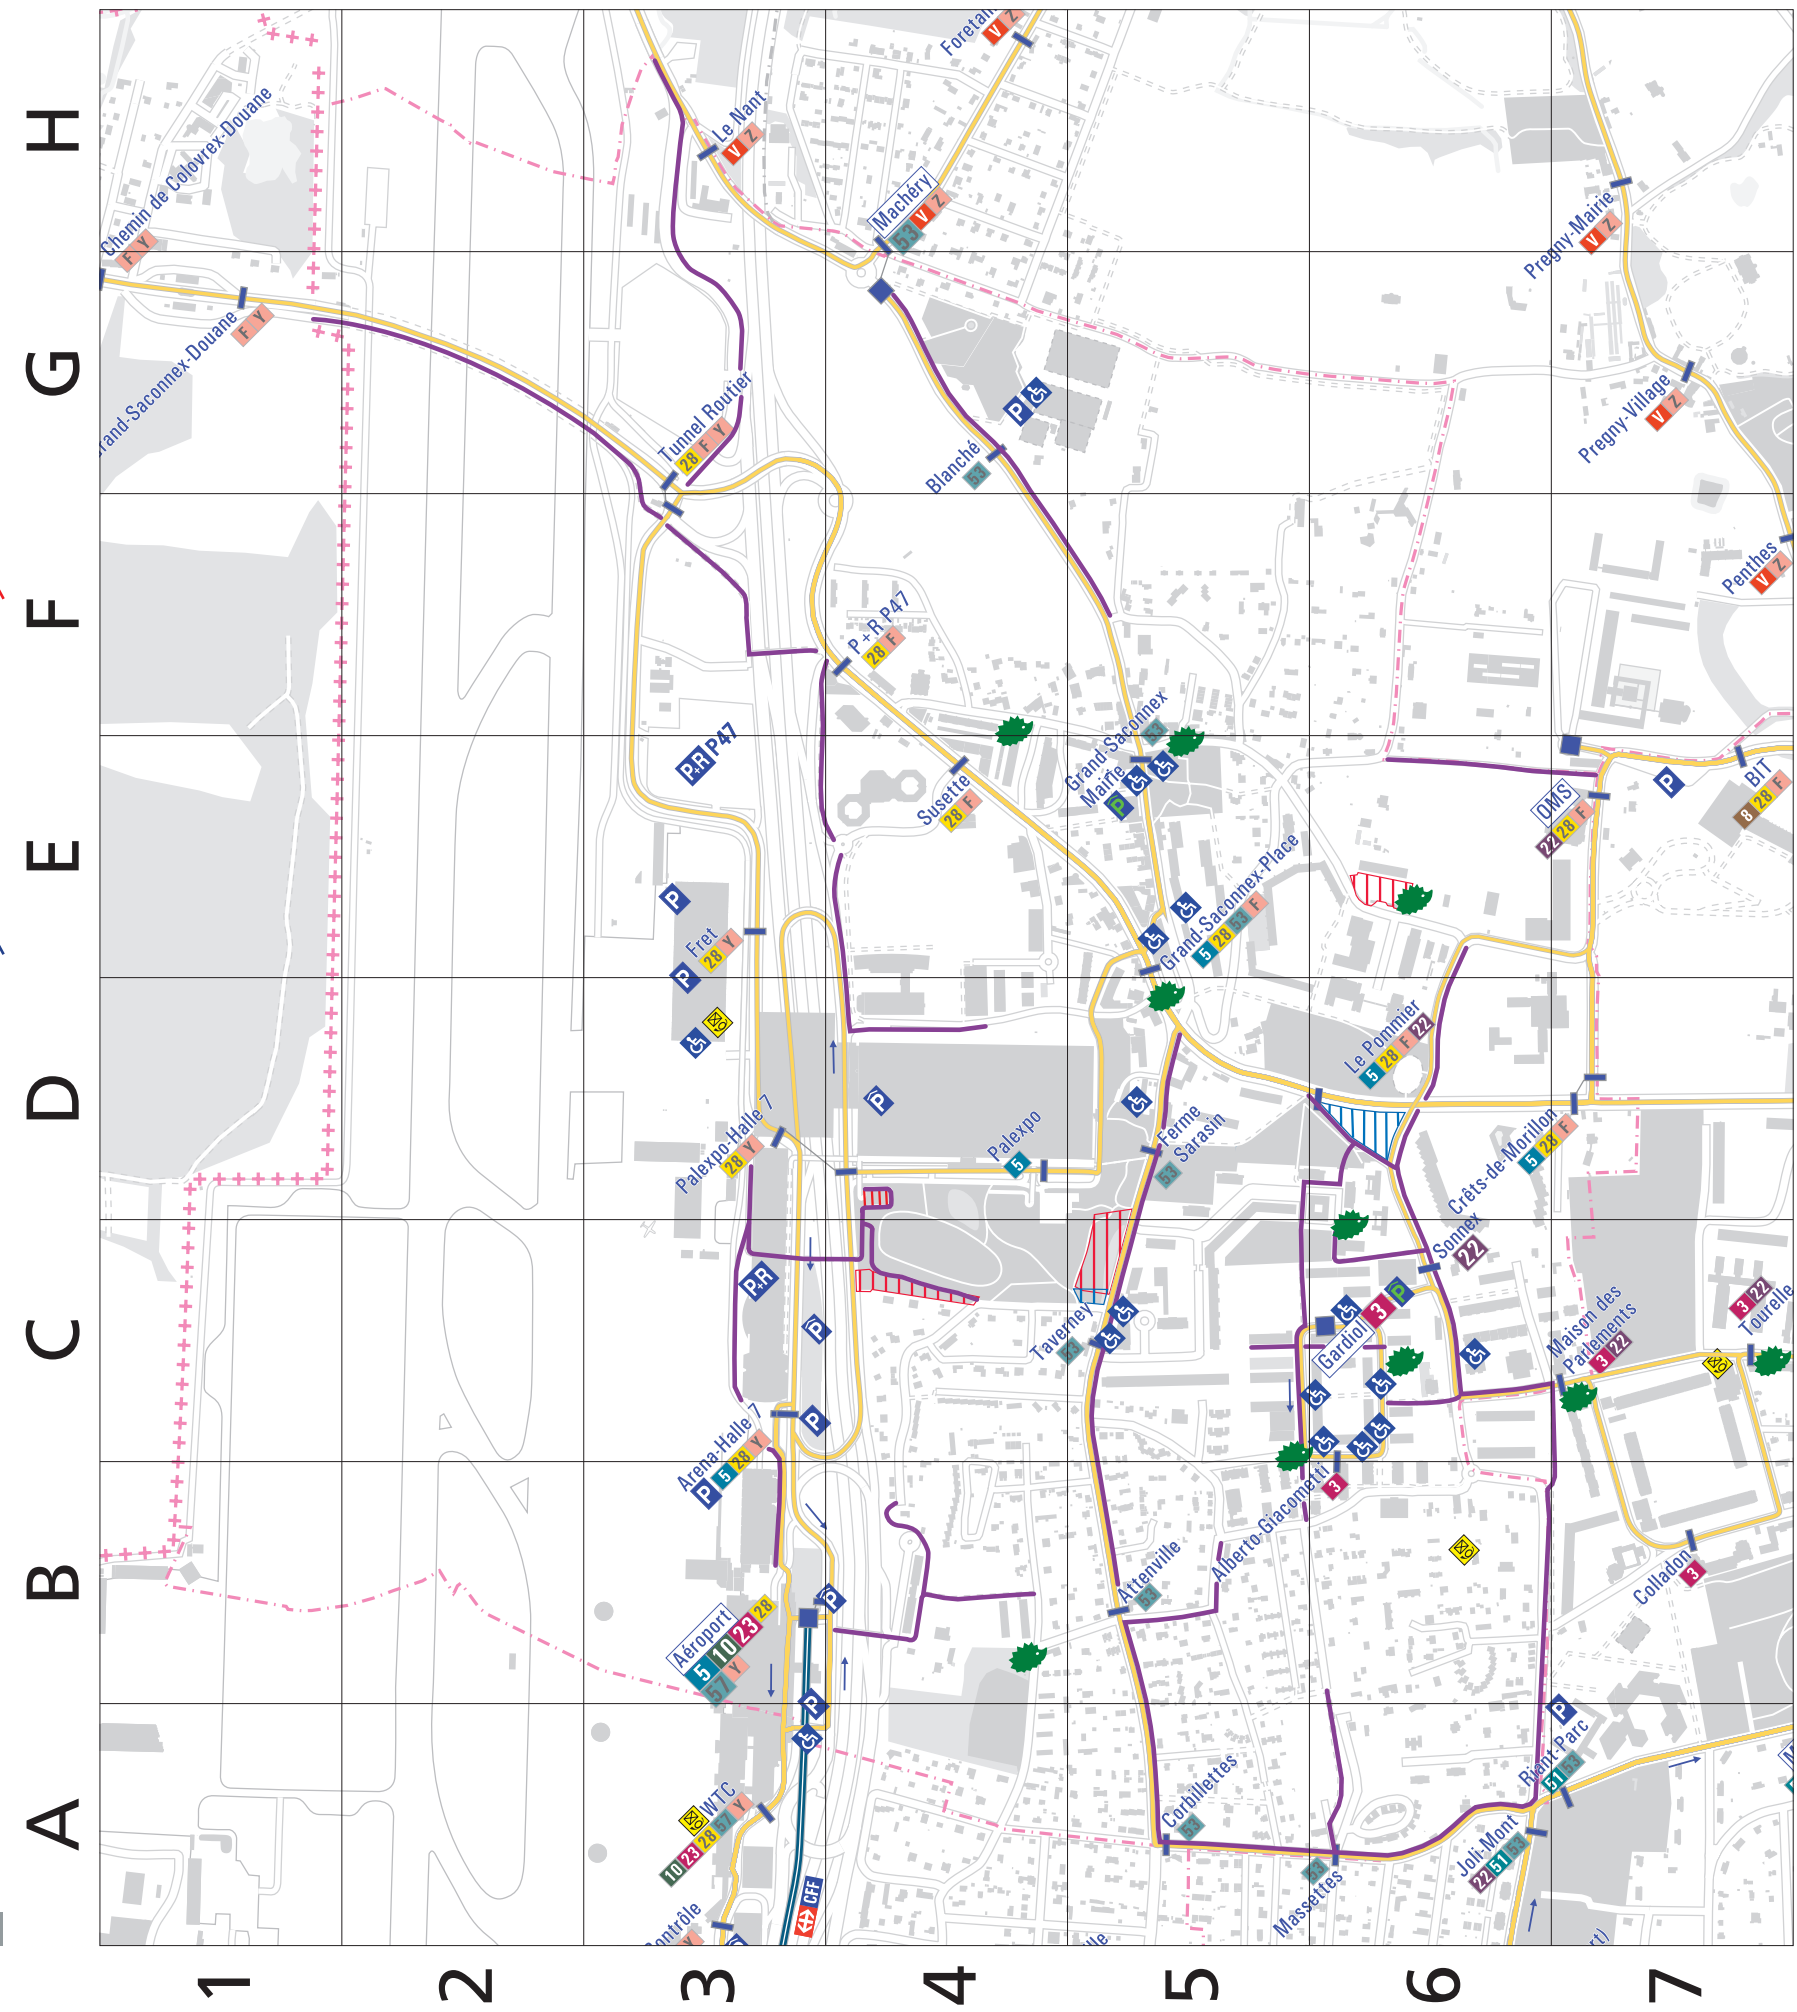 H
G
F
E
D
C
B
A
1
2
3
4
5
6
7
Chemin de Colovrex-Douane
F Y
rand-Saconnex-Douane
F Y
Le Nant
V Z
Machéry
53 V Z
V Z
Pregny-Mairie
V Z
Pregny-Village
V Z
Tunnel Routier
28 F Y
Blanché
53
P
Penthes
V Z
P+R P47
28 F
P+R P47
Susette
28 F
Grand-Saconnex
Mairie
53
P
Grand-Saconnex-Place
5 28 53 F
OMS
22 28 F
P
BIT
8 28 F
P
Fret
28 Y
P
Le Pommier
5 28 F 22
Palexpo-Halle 7
28 Y
P
Palexpo
5
Ferme
Sarasin
53
Crêts-de-Morillon
5 28 F
Sonnex
22
P+R
P
Taverney
53
Gardiol
3
P
Maison des
Parlements
3 22
3 22
Tourelle
Arena-Halle 7
P 5 28 Y
P
Alberto-Giacometti
3
Attenville
53
Colladon
3
Aéroport
5 10 23 28
57 Y
P
P
P
Riant-Parc
51 53
WTC
10 23 28 57 Y
Corbillettes
53
Massettes
53
Joli-Mont
22 51 53
ontrôle
Y
CFF